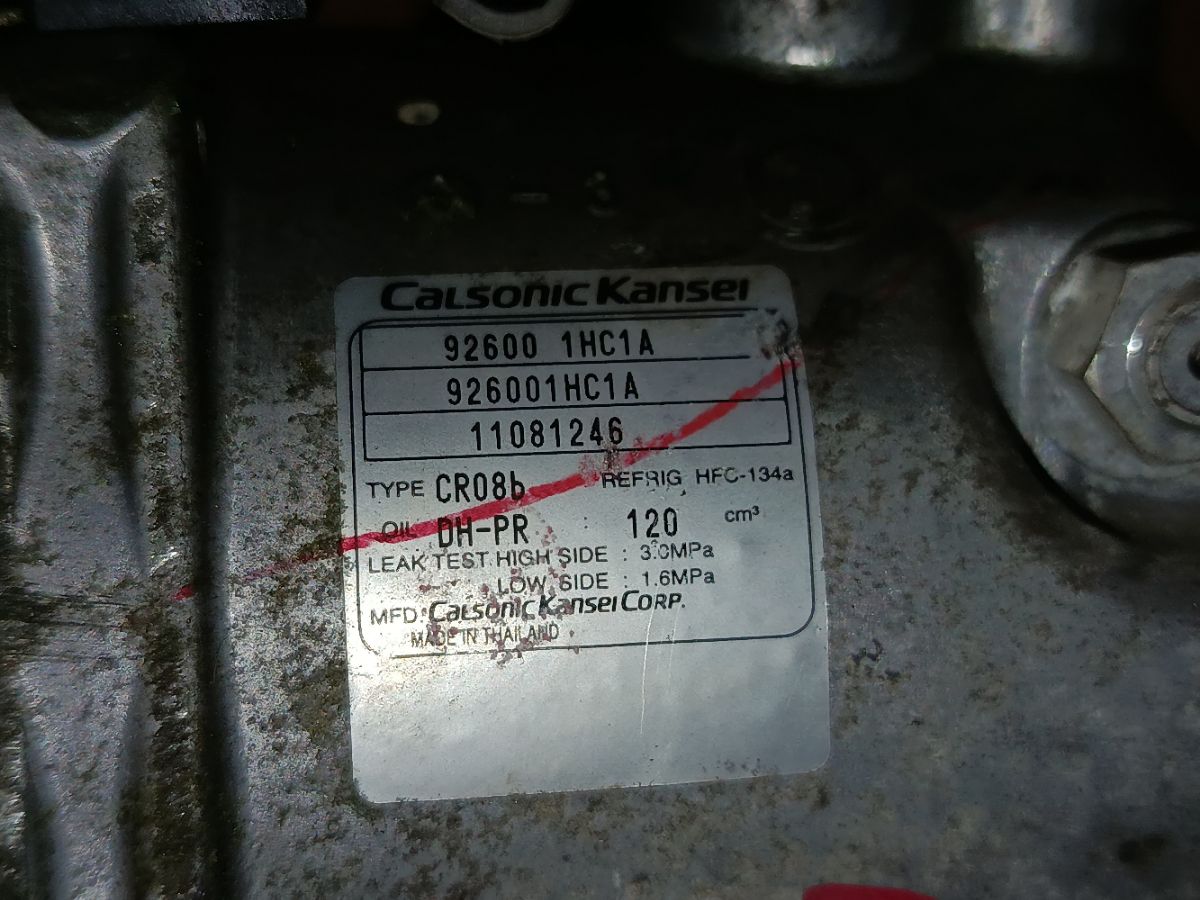 Calsonic Kansei
92600 1HC1A
926001HC1A
11081246
TYPE CR08b REFRIG HFC-134a
OIL DH-PR : 120 cm³
LEAK TEST HIGH SIDE : 3.0MPa
LOW SIDE : 1.6MPa
MFD: Calsonic Kansei CORP.
MADE IN THAILAND